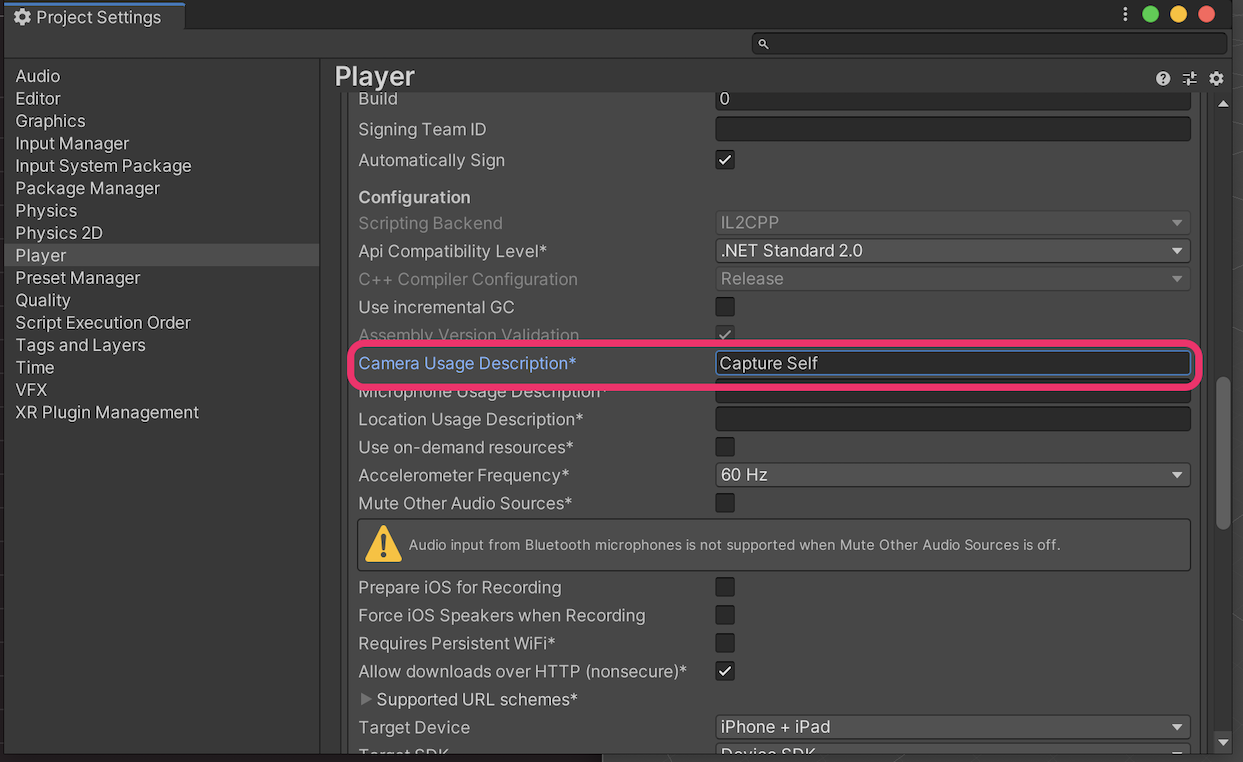 Project Settings
Audio
Editor
Graphics
Input Manager
Input System Package
Package Manager
Physics
Physics 2D
Player
Preset Manager
Quality
Script Execution Order
Tags and Layers
Time
VFX
XR Plugin Management
Player
Build 0
Signing Team ID
Automatically Sign
Configuration
Scripting Backend IL2CPP
Api Compatibility Level* .NET Standard 2.0
C++ Compiler Configuration Release
Use incremental GC
Assembly Version Validation
Camera Usage Description* Capture Self
Microphone Usage Description*
Location Usage Description*
Use on-demand resources*
Accelerometer Frequency* 60 Hz
Mute Other Audio Sources*
Audio input from Bluetooth microphones is not supported when Mute Other Audio Sources is off.
Prepare iOS for Recording
Force iOS Speakers when Recording
Requires Persistent WiFi*
Allow downloads over HTTP (nonsecure)*
Supported URL schemes*
Target Device iPhone + iPad
Target SDK Device SDK